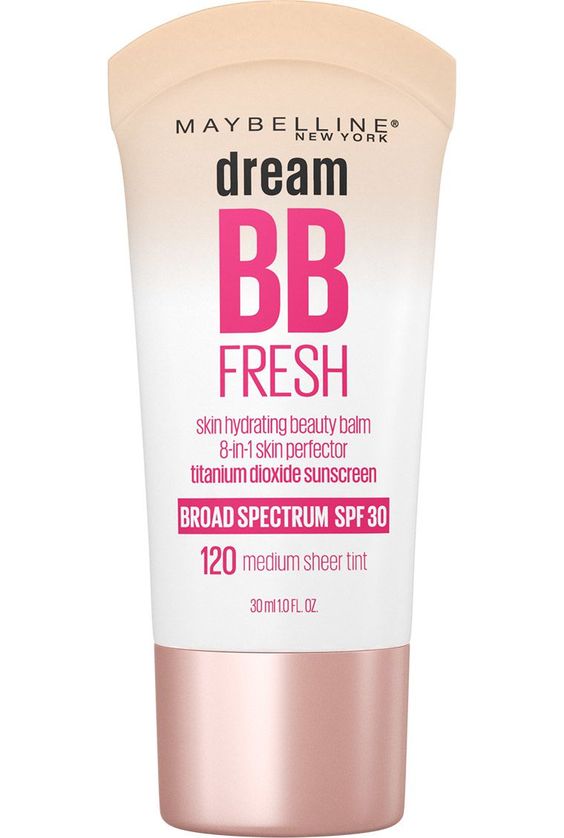 MAYBELLINE®
NEW YORK
dream
BB
FRESH
skin hydrating beauty balm
8-in-1 skin perfector
titanium dioxide sunscreen
BROAD SPECTRUM SPF 30
120 medium sheer tint
30 ml 1.0 FL. OZ.